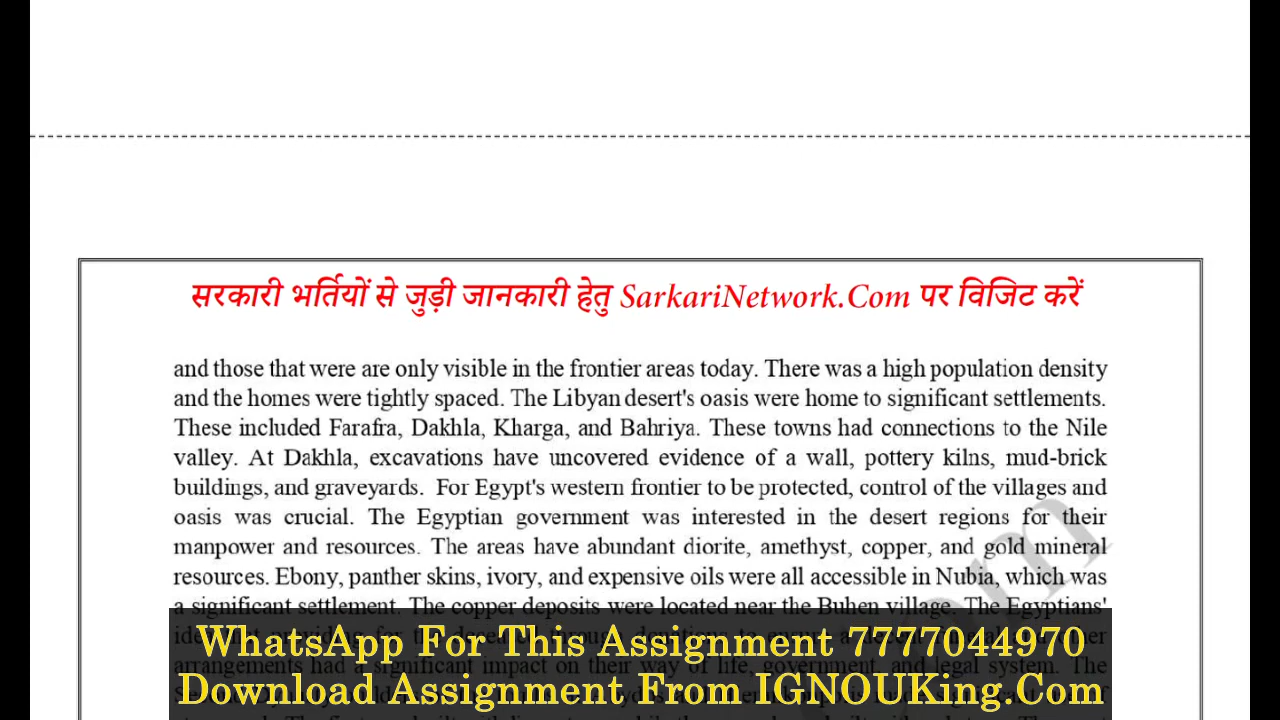 सरकारी भर्तियों से जुड़ी जानकारी हेतु SarkariNetwork.Com पर विजिट करें
and those that were are only visible in the frontier areas today. There was a high population density
and the homes were tightly spaced. The Libyan desert's oasis were home to significant settlements.
These included Farafra, Dakhla, Kharga, and Bahriya. These towns had connections to the Nile
valley. At Dakhla, excavations have uncovered evidence of a wall, pottery kilns, mud-brick
buildings, and graveyards. For Egypt's western frontier to be protected, control of the villages and
oasis was crucial. The Egyptian government was interested in the desert regions for their
manpower and resources. The areas have abundant diorite, amethyst, copper, and gold mineral
resources. Ebony, panther skins, ivory, and expensive oils were all accessible in Nubia, which was
a significant settlement. The copper deposits were located near the Buhen village. The Egyptians'
WhatsApp For This Assignment 7777044970
arrangements had a significant impact on their way of life, government, and legal system. The
Download Assignment From IGNOUKing.Com